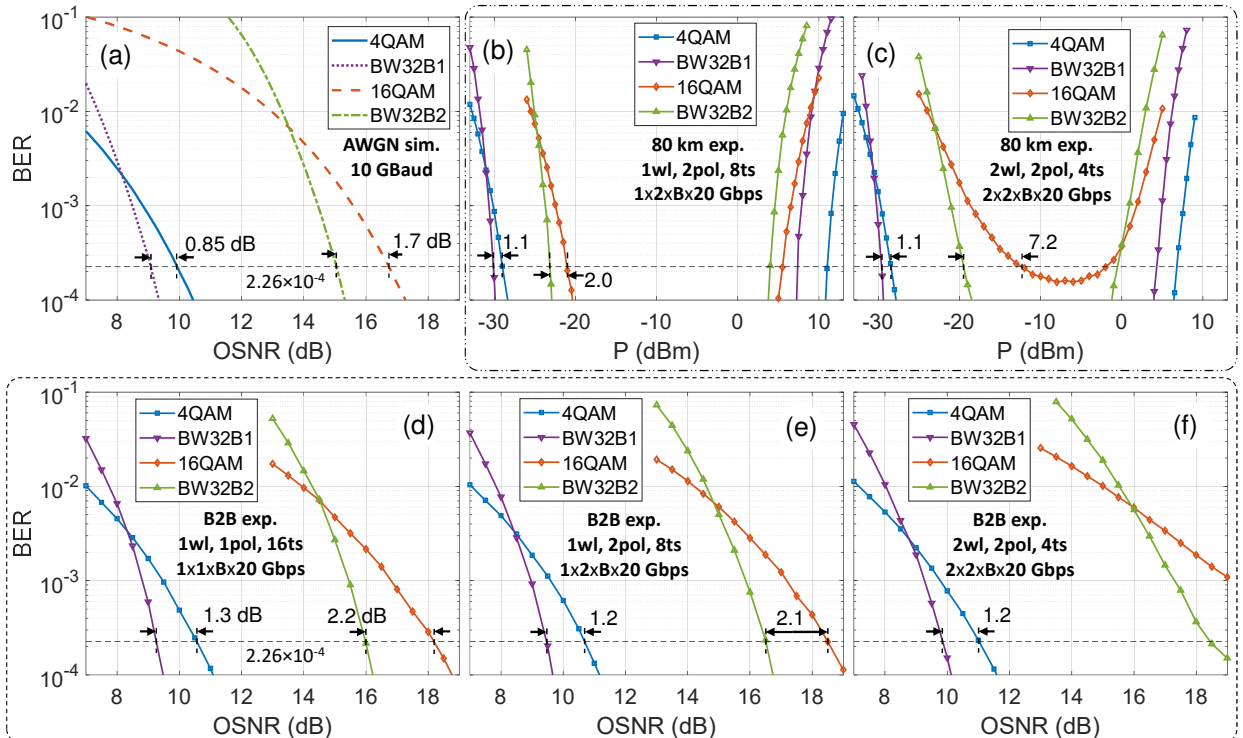 (a)
4QAM
BW32B1
16QAM
BW32B2
AWGN sim.
10 GBaud
0.85 dB
1.7 dB
2.26×10⁻⁴
10⁻¹
10⁻²
10⁻³
10⁻⁴
BER
8 10 12 14 16 18
OSNR (dB)
(b)
4QAM
BW32B1
16QAM
BW32B2
80 km exp.
1wl, 2pol, 8ts
1x2xBx20 Gbps
1.1
2.0
-30 -20 -10 0 10
P (dBm)
(c)
4QAM
BW32B1
16QAM
BW32B2
80 km exp.
2wl, 2pol, 4ts
2x2xBx20 Gbps
1.1
7.2
-30 -20 -10 0 10
P (dBm)
(d)
4QAM
BW32B1
16QAM
BW32B2
B2B exp.
1wl, 1pol, 16ts
1x1xBx20 Gbps
1.3 dB
2.2 dB
2.26×10⁻⁴
10⁻¹
10⁻²
10⁻³
10⁻⁴
BER
8 10 12 14 16 18
OSNR (dB)
(e)
4QAM
BW32B1
16QAM
BW32B2
B2B exp.
1wl, 2pol, 8ts
1x2xBx20 Gbps
1.2
2.1
8 10 12 14 16 18
OSNR (dB)
(f)
4QAM
BW32B1
16QAM
BW32B2
B2B exp.
2wl, 2pol, 4ts
2x2xBx20 Gbps
1.2
8 10 12 14 16 18
OSNR (dB)